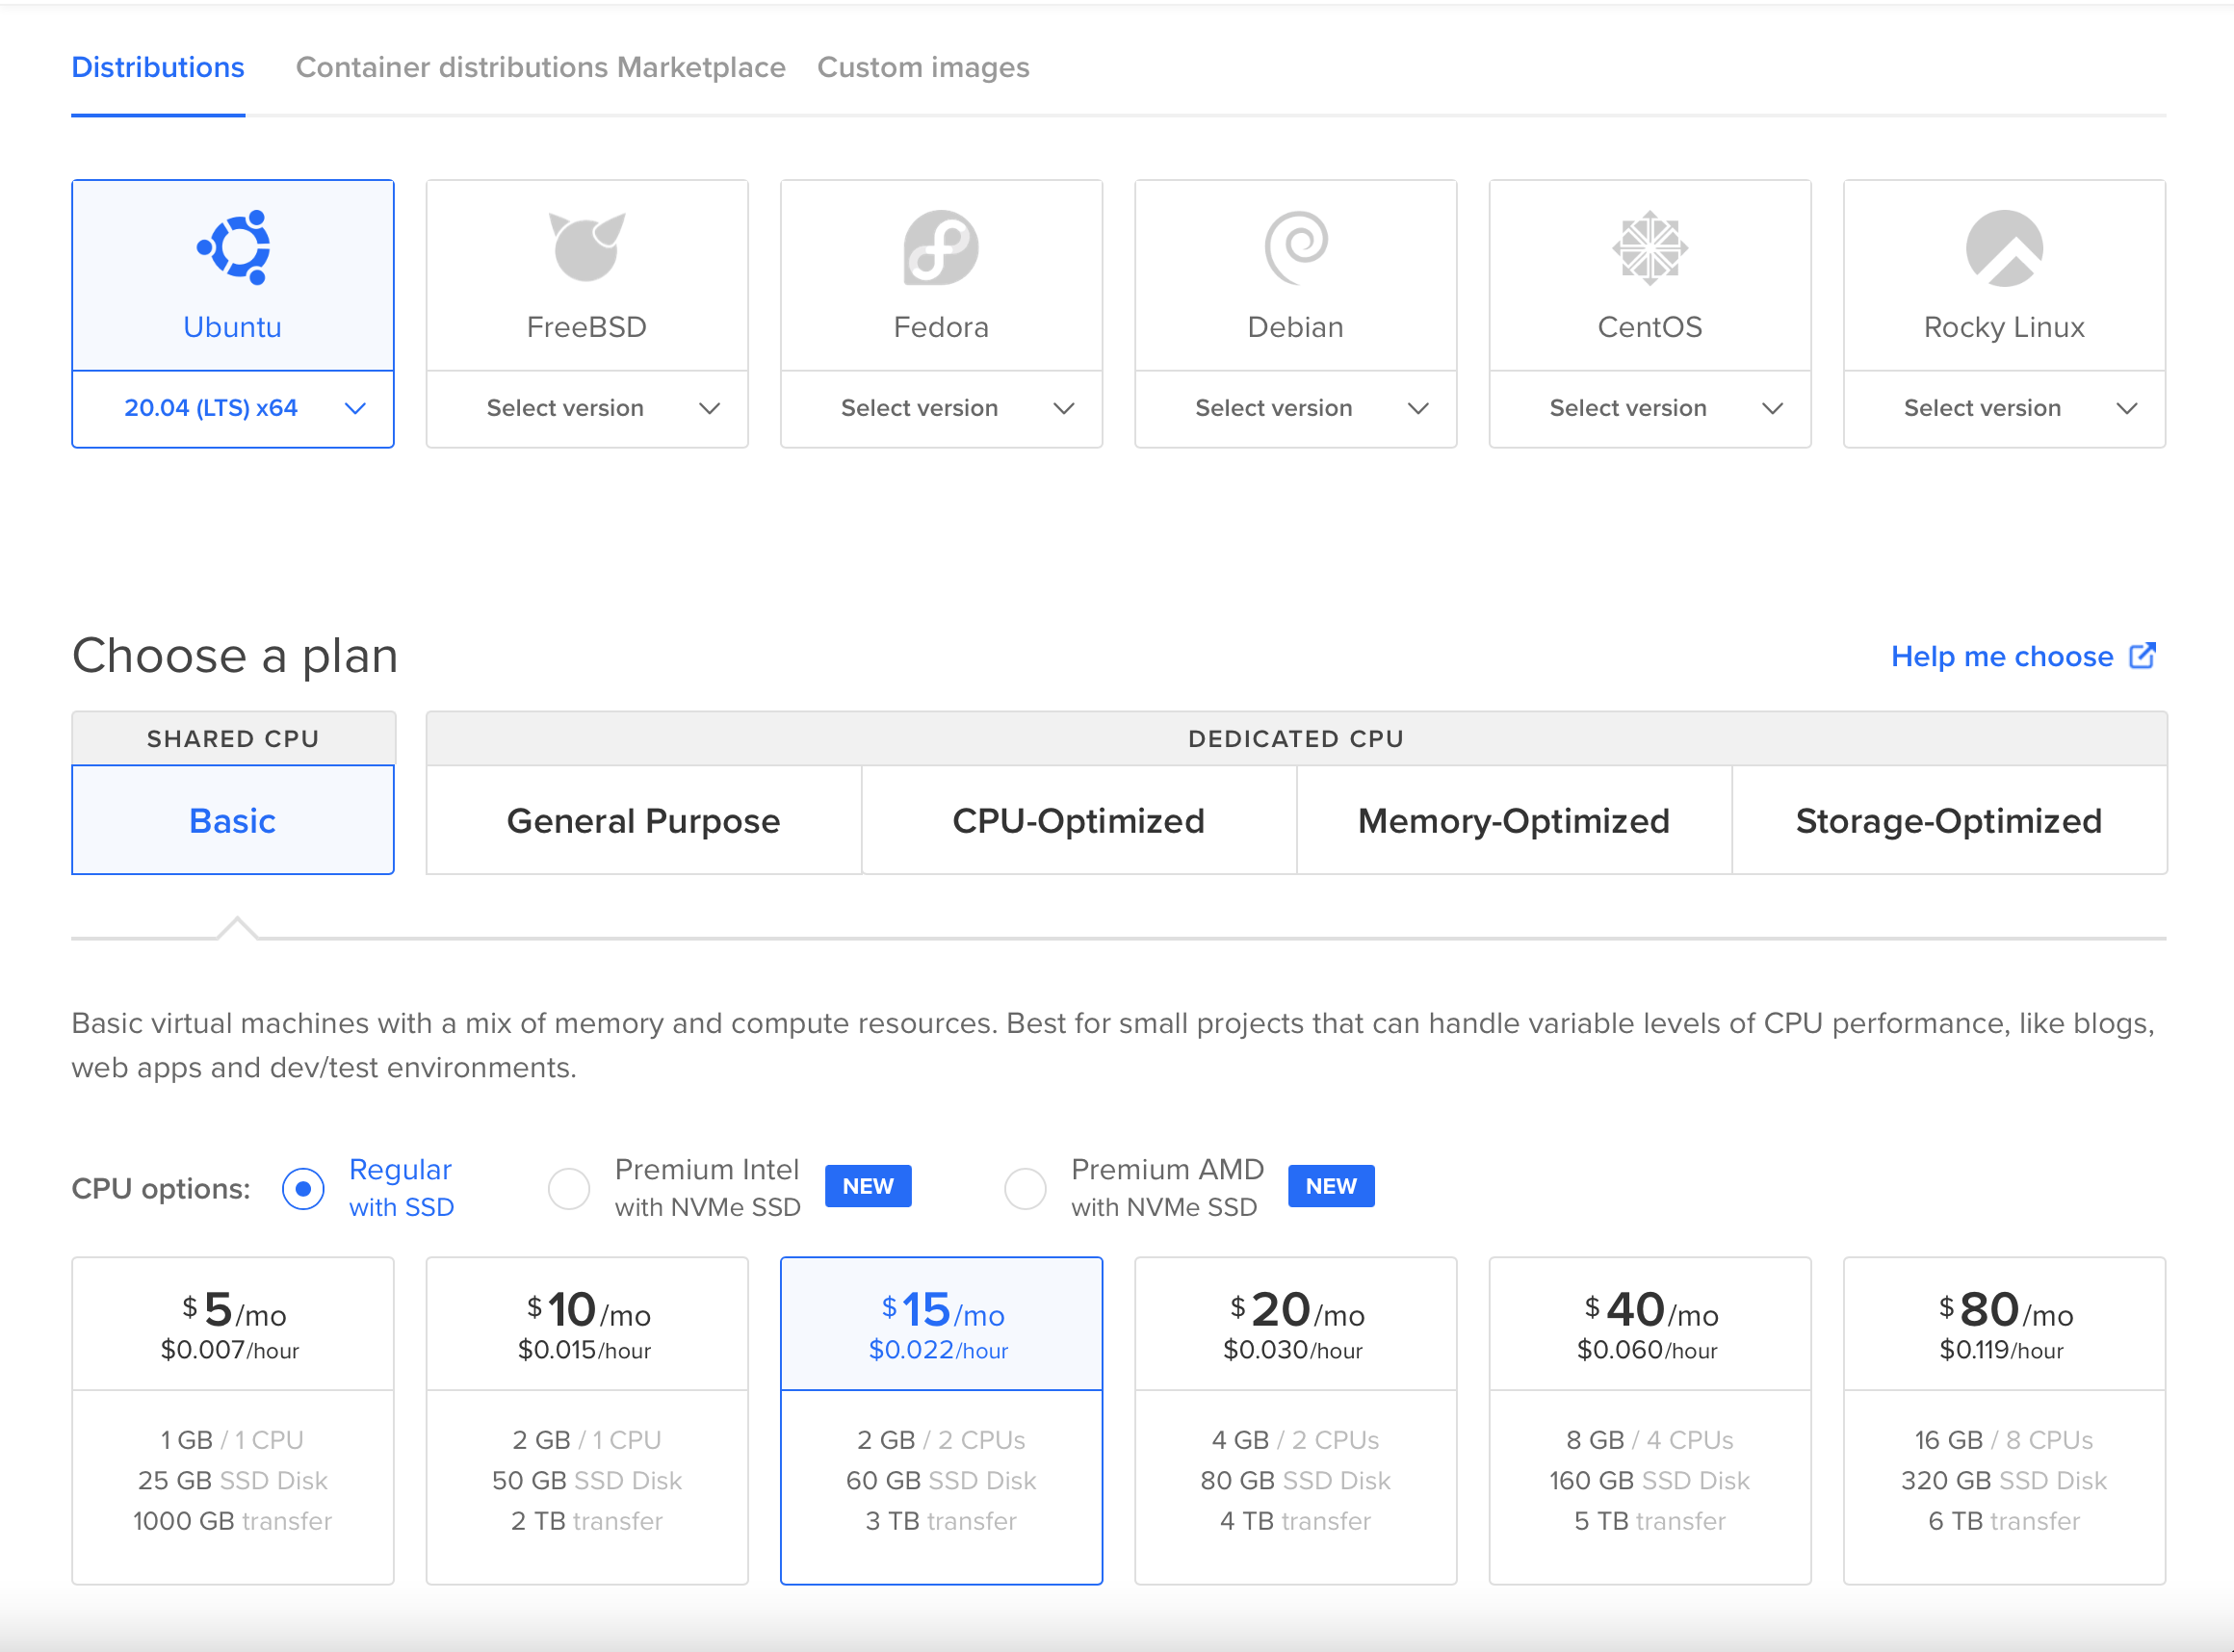 Distributions Container distributions Marketplace Custom images
Ubuntu FreeBSD Fedora Debian CentOS Rocky Linux
20.04 (LTS) x64 Select version Select version Select version Select version Select version
Choose a plan Help me choose
SHARED CPU DEDICATED CPU
Basic General Purpose CPU-Optimized Memory-Optimized Storage-Optimized
Basic virtual machines with a mix of memory and compute resources. Best for small projects that can handle variable levels of CPU performance, like blogs,
web apps and dev/test environments.
CPU options: Regular with SSD Premium Intel with NVMe SSD NEW Premium AMD with NVMe SSD NEW
$5/mo $10/mo $15/mo $20/mo $40/mo $80/mo
$0.007/hour $0.015/hour $0.022/hour $0.030/hour $0.060/hour $0.119/hour
1 GB / 1 CPU 2 GB / 1 CPU 2 GB / 2 CPUs 4 GB / 2 CPUs 8 GB / 4 CPUs 16 GB / 8 CPUs
25 GB SSD Disk 50 GB SSD Disk 60 GB SSD Disk 80 GB SSD Disk 160 GB SSD Disk 320 GB SSD Disk
1000 GB transfer 2 TB transfer 3 TB transfer 4 TB transfer 5 TB transfer 6 TB transfer